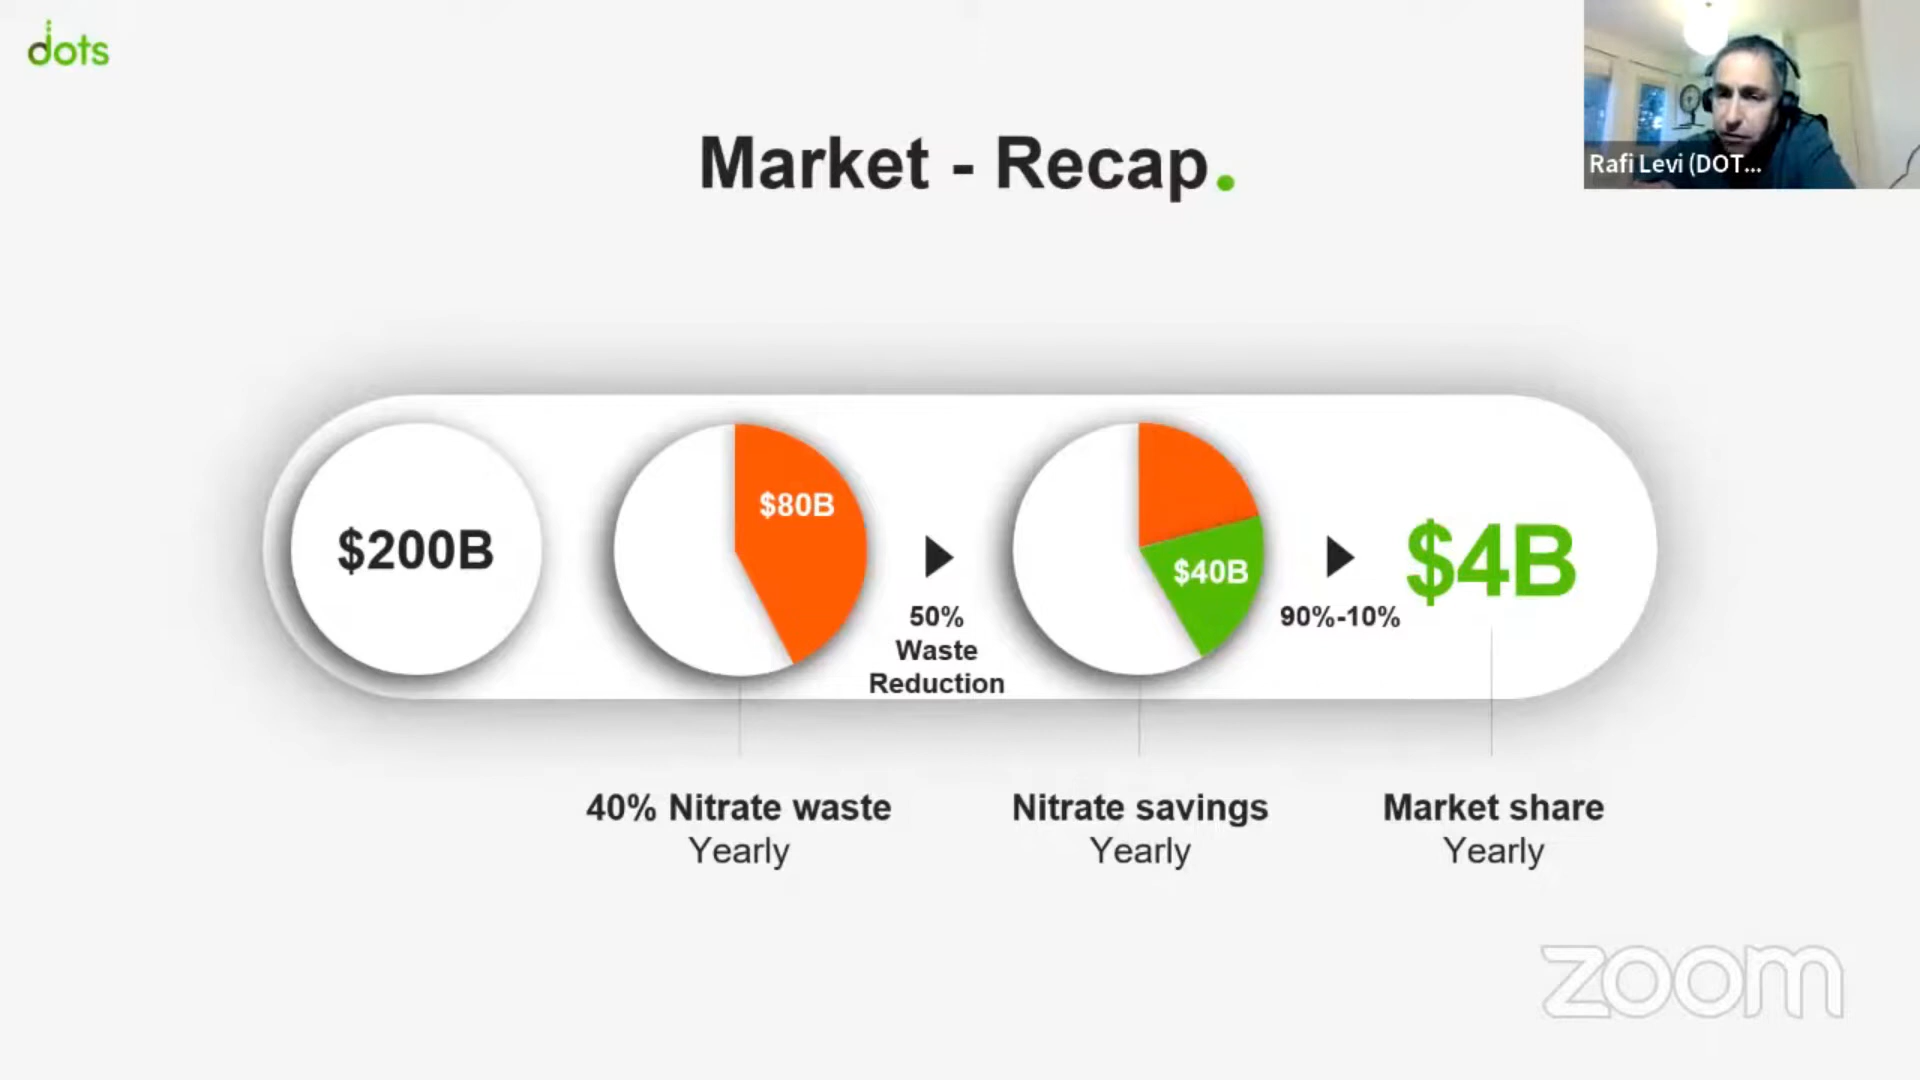 dots
Rafi Levi (DOT...
Market - Recap.
$200B
$80B
50%
Waste
Reduction
$40B
90%-10%
$4B
40% Nitrate waste
Yearly
Nitrate savings
Yearly
Market share
Yearly
zoom